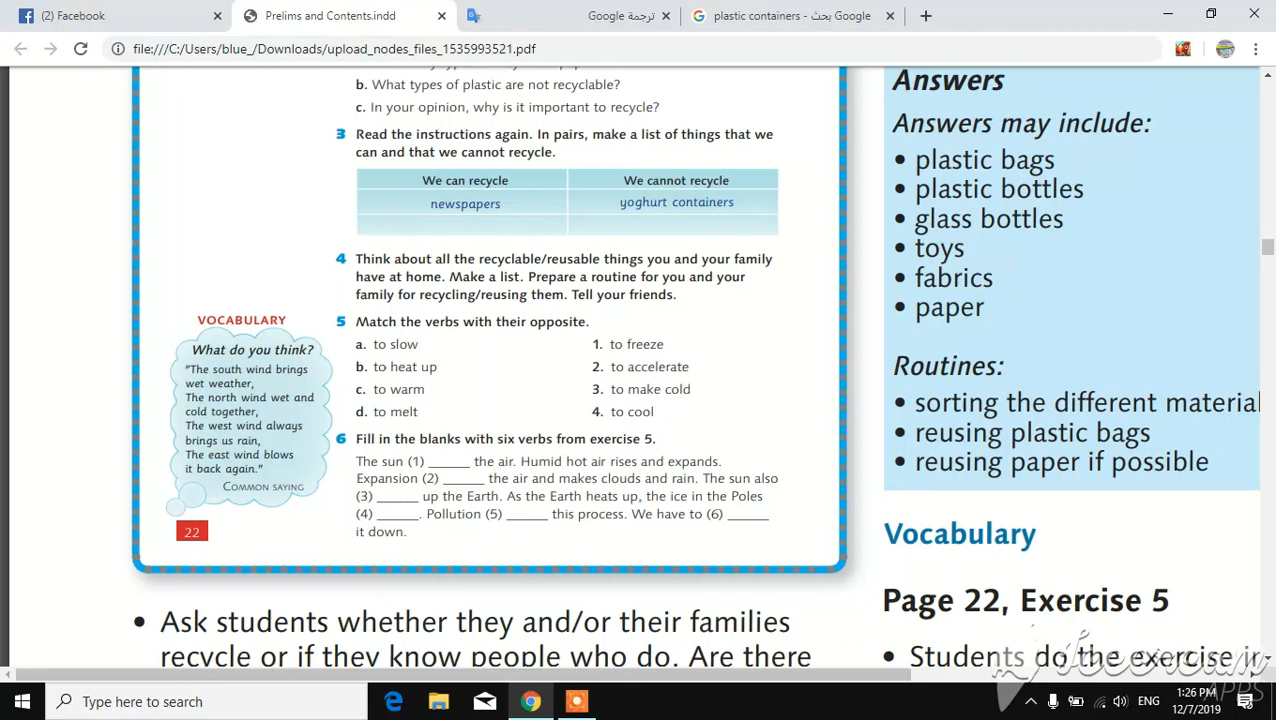 (2) Facebook
Prelims and Contents.indd
ترجمة Google
plastic containers - بحث Google
file:///C:/Users/blue_/Downloads/upload_nodes_files_1535993521.pdf
b. What types of plastic are not recyclable?
c. In your opinion, why is it important to recycle?
3 Read the instructions again. In pairs, make a list of things that we
can and that we cannot recycle.
We can recycle We cannot recycle
newspapers yoghurt containers
4 Think about all the recyclable/reusable things you and your family
have at home. Make a list. Prepare a routine for you and your
family for recycling/reusing them. Tell your friends.
5 Match the verbs with their opposite.
a. to slow 1. to freeze
b. to heat up 2. to accelerate
c. to warm 3. to make cold
d. to melt 4. to cool
6 Fill in the blanks with six verbs from exercise 5.
The sun (1) ______ the air. Humid hot air rises and expands.
Expansion (2) ______ the air and makes clouds and rain. The sun also
(3) ______ up the Earth. As the Earth heats up, the ice in the Poles
(4) ______. Pollution (5) ______ this process. We have to (6) ______
it down.
VOCABULARY
What do you think?
"The south wind brings
wet weather,
The north wind wet and
cold together,
The west wind always
brings us rain,
The east wind blows
it back again."
COMMON SAYING
22
• Ask students whether they and/or their families
recycle or if they know people who do. Are there
Answers
Answers may include:
• plastic bags
• plastic bottles
• glass bottles
• toys
• fabrics
• paper
Routines:
• sorting the different material
• reusing plastic bags
• reusing paper if possible
Vocabulary
Page 22, Exercise 5
• Students do the exercise in
APPS
Type here to search
ENG
1:26 PM
12/7/2019